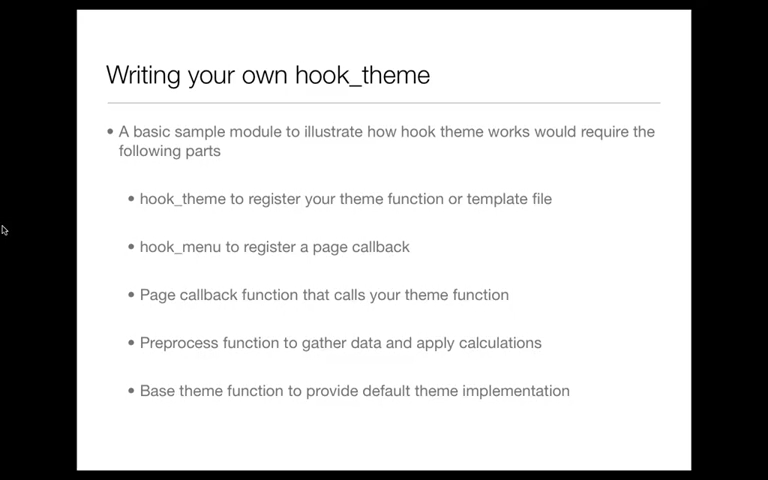 Writing your own hook_theme
• A basic sample module to illustrate how hook theme works would require the
following parts
• hook_theme to register your theme function or template file
• hook_menu to register a page callback
• Page callback function that calls your theme function
• Preprocess function to gather data and apply calculations
• Base theme function to provide default theme implementation